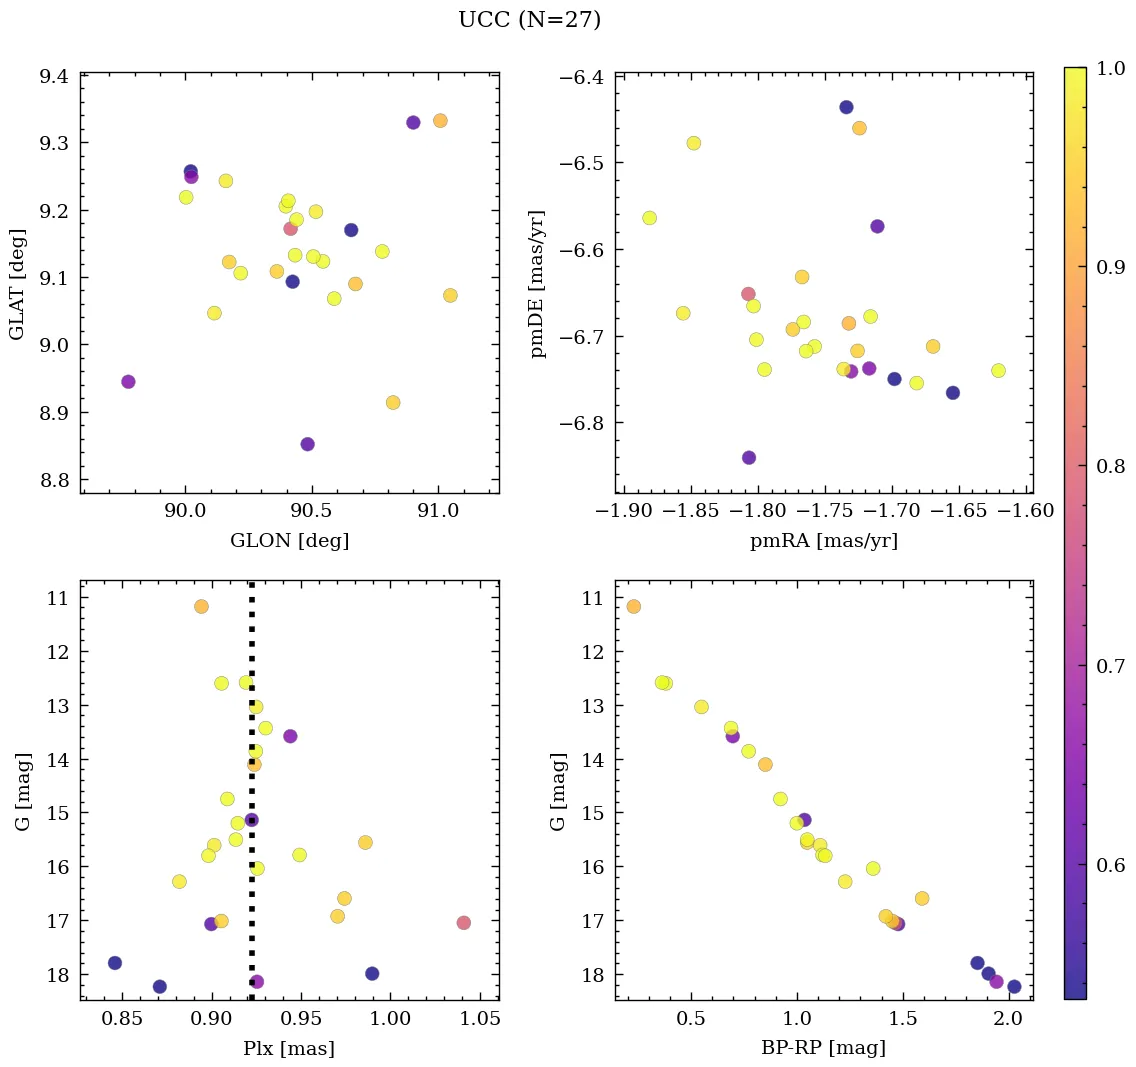 UCC (N=27)
9.4
9.3
9.2
9.1
9.0
8.9
8.8
GLAT [deg]
90.0 90.5 91.0
GLON [deg]
−6.4
−6.5
−6.6
−6.7
−6.8
pmDE [mas/yr]
−1.90 −1.85 −1.80 −1.75 −1.70 −1.65 −1.60
pmRA [mas/yr]
11
12
13
14
15
16
17
18
G [mag]
0.85 0.90 0.95 1.00 1.05
Plx [mas]
11
12
13
14
15
16
17
18
G [mag]
0.5 1.0 1.5 2.0
BP-RP [mag]
1.0
0.9
0.8
0.7
0.6